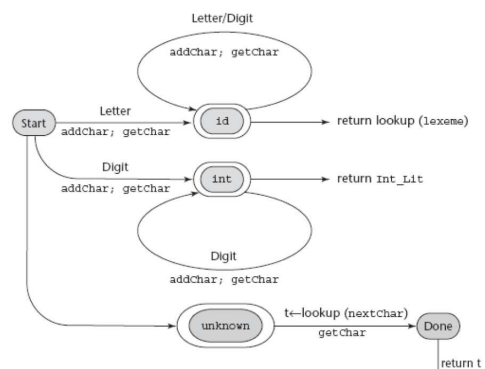 Letter/Digit
addChar; getChar
Letter
Start
id
return lookup (lexeme)
addChar; getChar
Digit
addChar; getChar
int
return Int_Lit
Digit
addChar; getChar
t←lookup (nextChar)
unknown
Done
getChar
return t